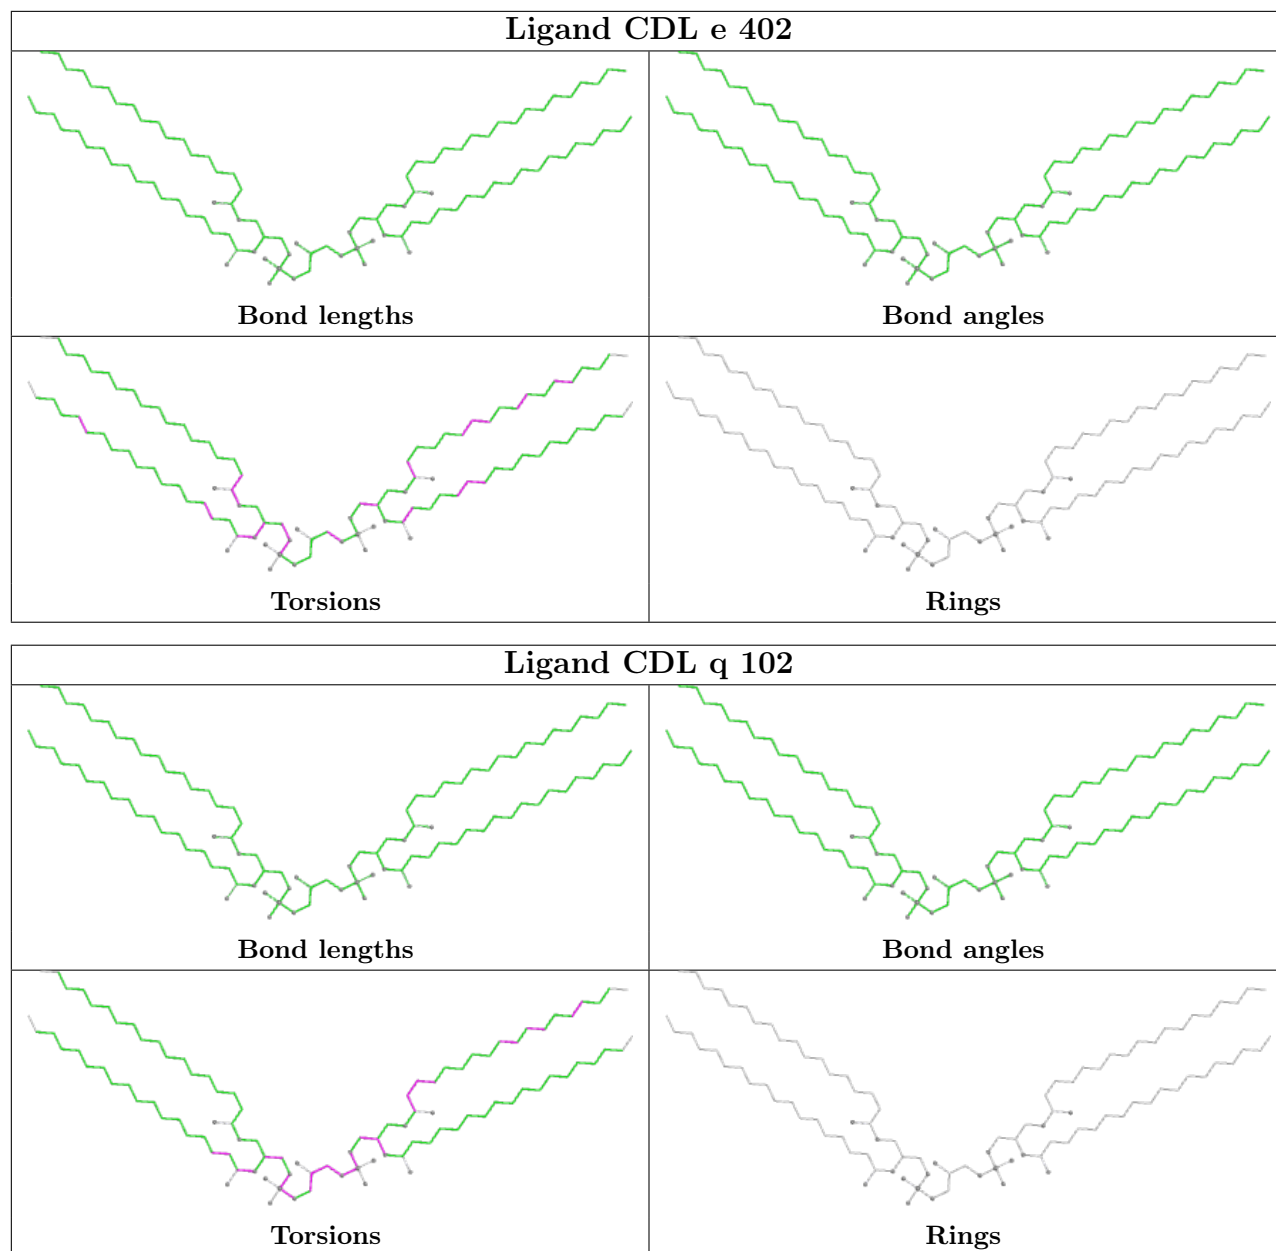 Ligand CDL e 402
Bond lengths
Bond angles
Torsions
Rings
Ligand CDL q 102
Bond lengths
Bond angles
Torsions
Rings